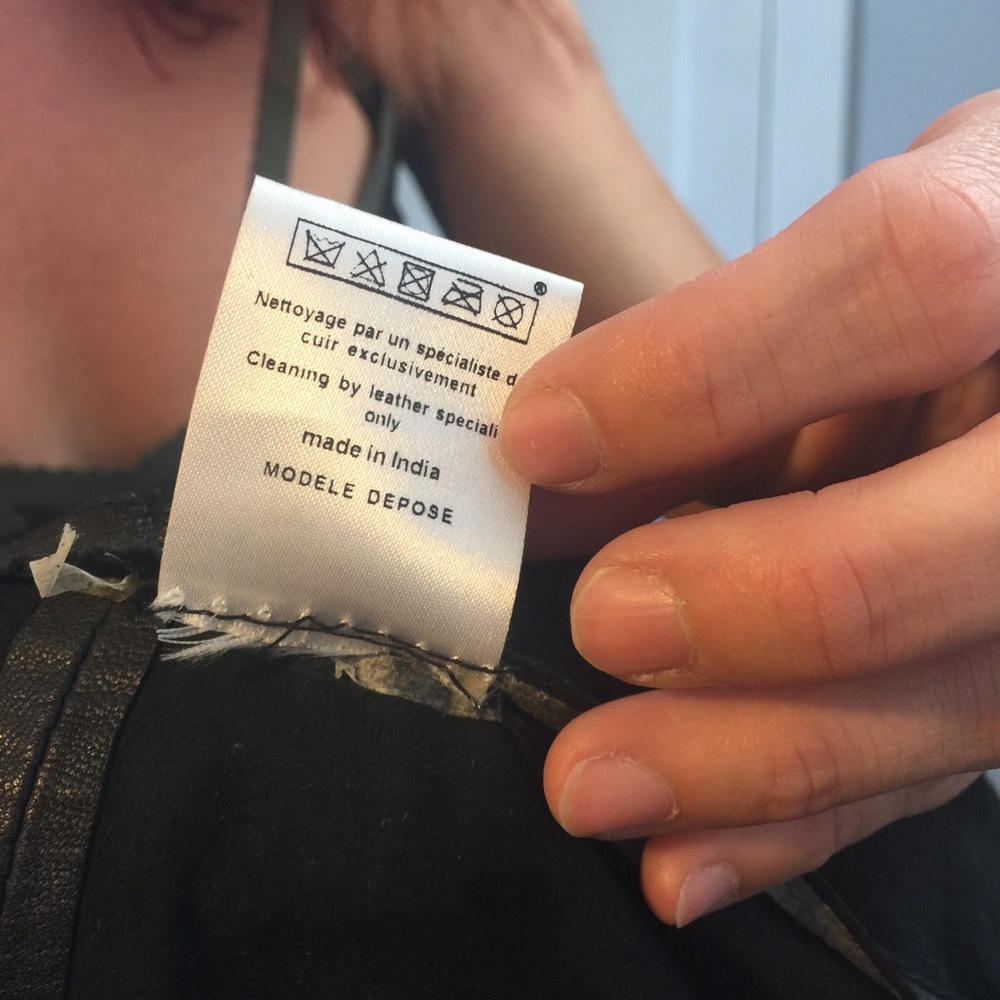 ®
Nettoyage par un spécialiste d
cuir exclusivement
Cleaning by leather speciali
only
made in India
MODELE DEPOSE